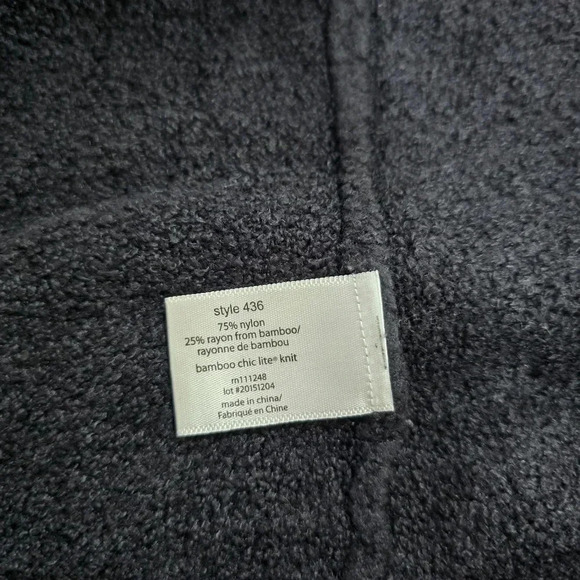 style 436
75% nylon
25% rayon from bamboo/
rayonne de bambou
bamboo chic lite® knit
rn111248
lot #20151204
made in china/
Fabriqué en Chine